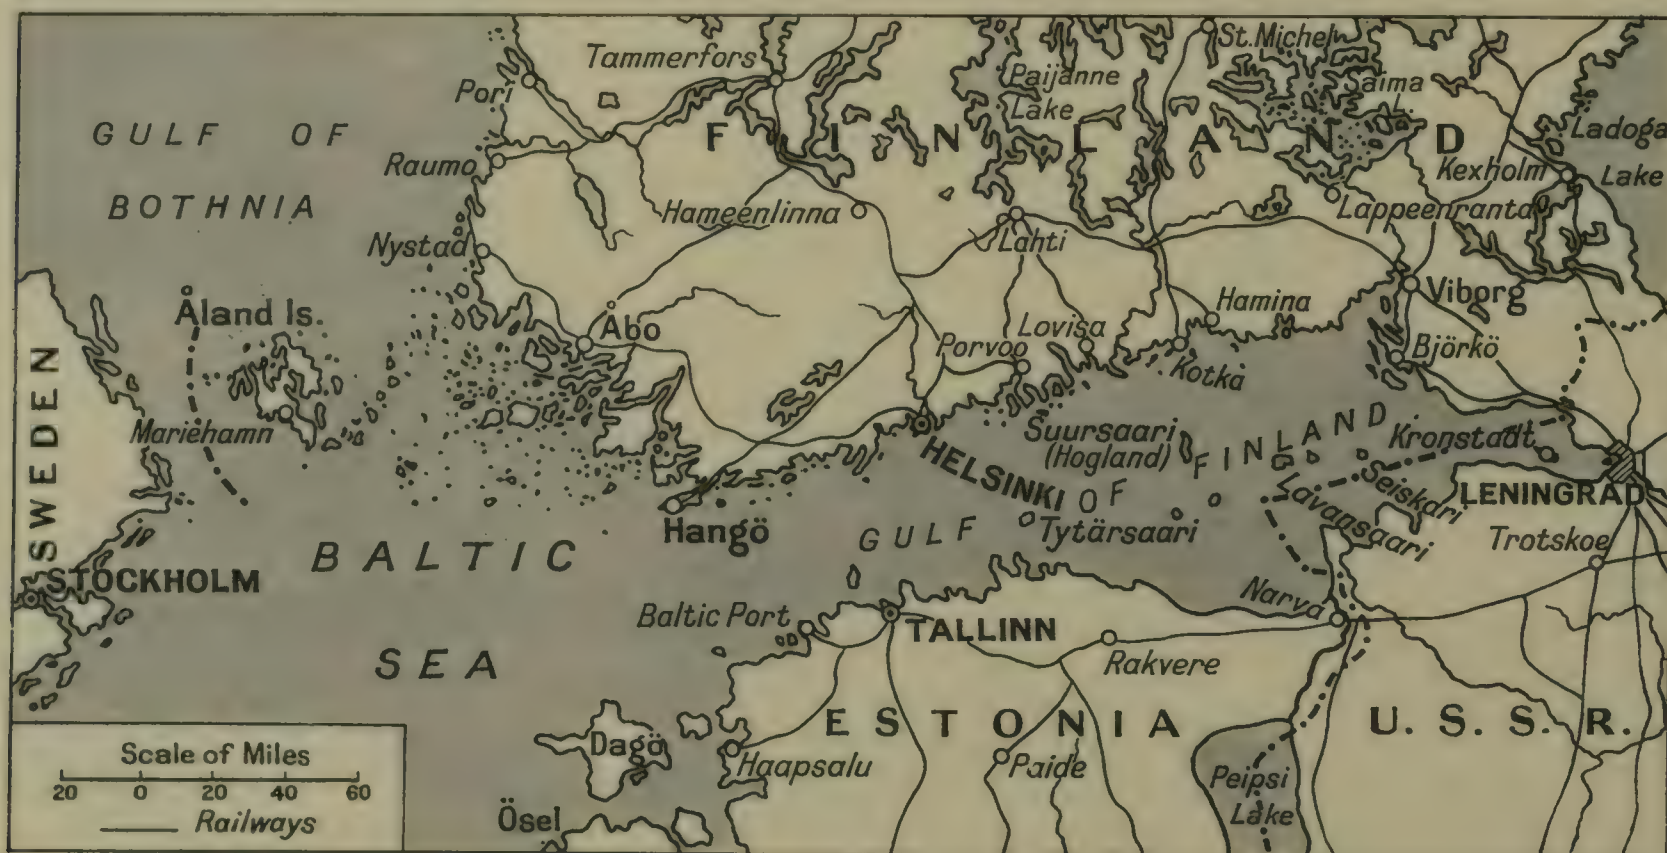 St. Michel
Tammerfors
Paijänne
Lake
Saima
L.
Pori
GULF OF
BOTHNIA
FINLAND
Ladoga
Lake
Raumo
Kexholm
Hameenlinna
Lappeenranta
Lahti
Nystad
Viborg
Hamina
Åland Is.
Åbo
Lovisa
Porvoo
Björkö
Kotka
SWEDEN
Mariehamn
Suursaari
(Hogland)
HELSINKI
GULF OF FINLAND
Kronstadt
Seiskari
Lavansaari
LENINGRAD
Hangö
Tytärsaari
Trotskoe
BALTIC
SEA
STOCKHOLM
Narva
Baltic Port
TALLINN
Rakvere
ESTONIA
U.S.S.R.
Dagö
Haapsalu
Paide
Peipsi
Lake
Ösel
Scale of Miles
20 0 20 40 60
Railways